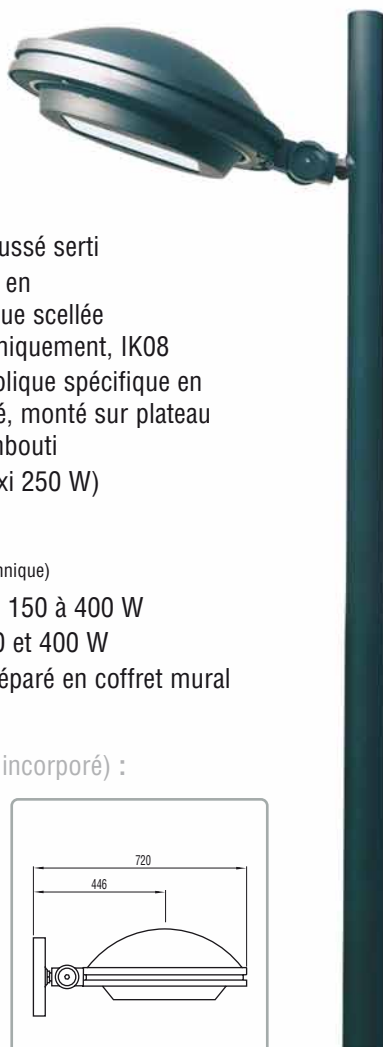 ussé serti
en
ue scellée
niquement, IK08
olique spécifique en
é, monté sur plateau
nbouti
xi 250 W)
nnique)
150 à 400 W
0 et 400 W
éparé en coffret mural
incorporé) :
720
446